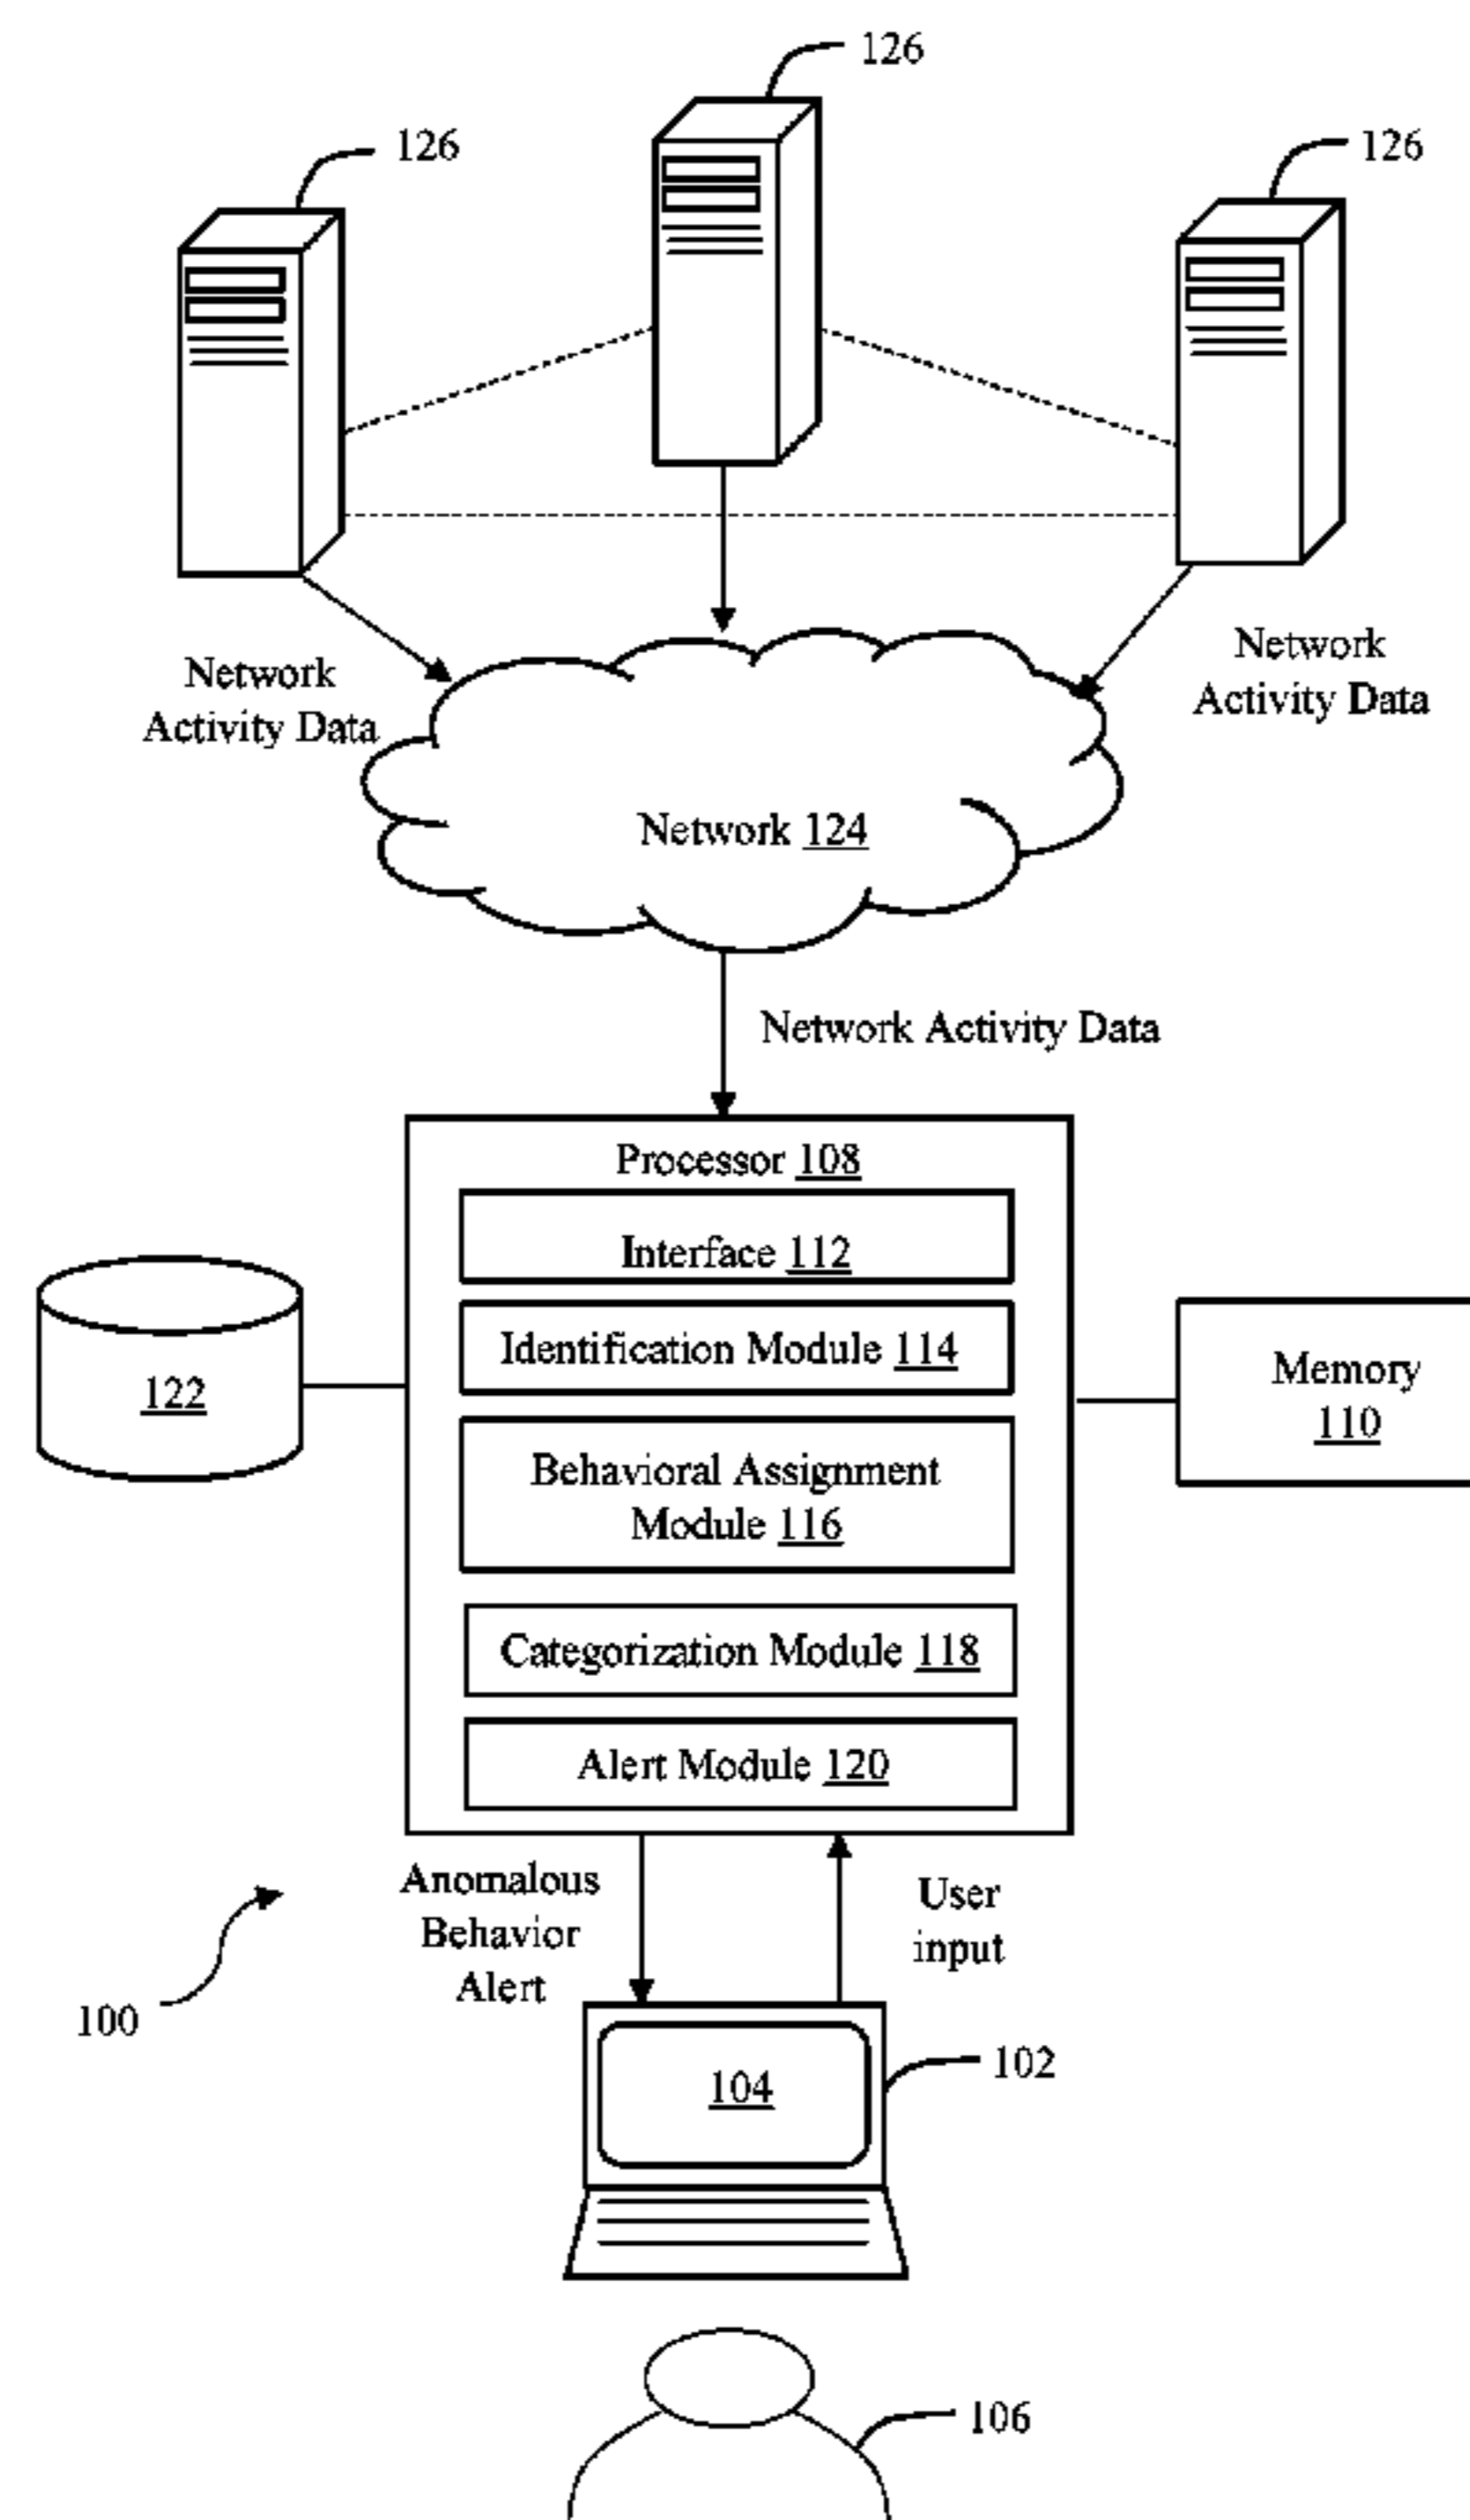 126
126
126
Network
Activity Data
Network
Activity Data
Network 124
Network Activity Data
Processor 108
Interface 112
Identification Module 114
122
Memory
110
Behavioral Assignment
Module 116
Categorization Module 118
Alert Module 120
Anomalous
Behavior
Alert
User
input
100
102
104
106